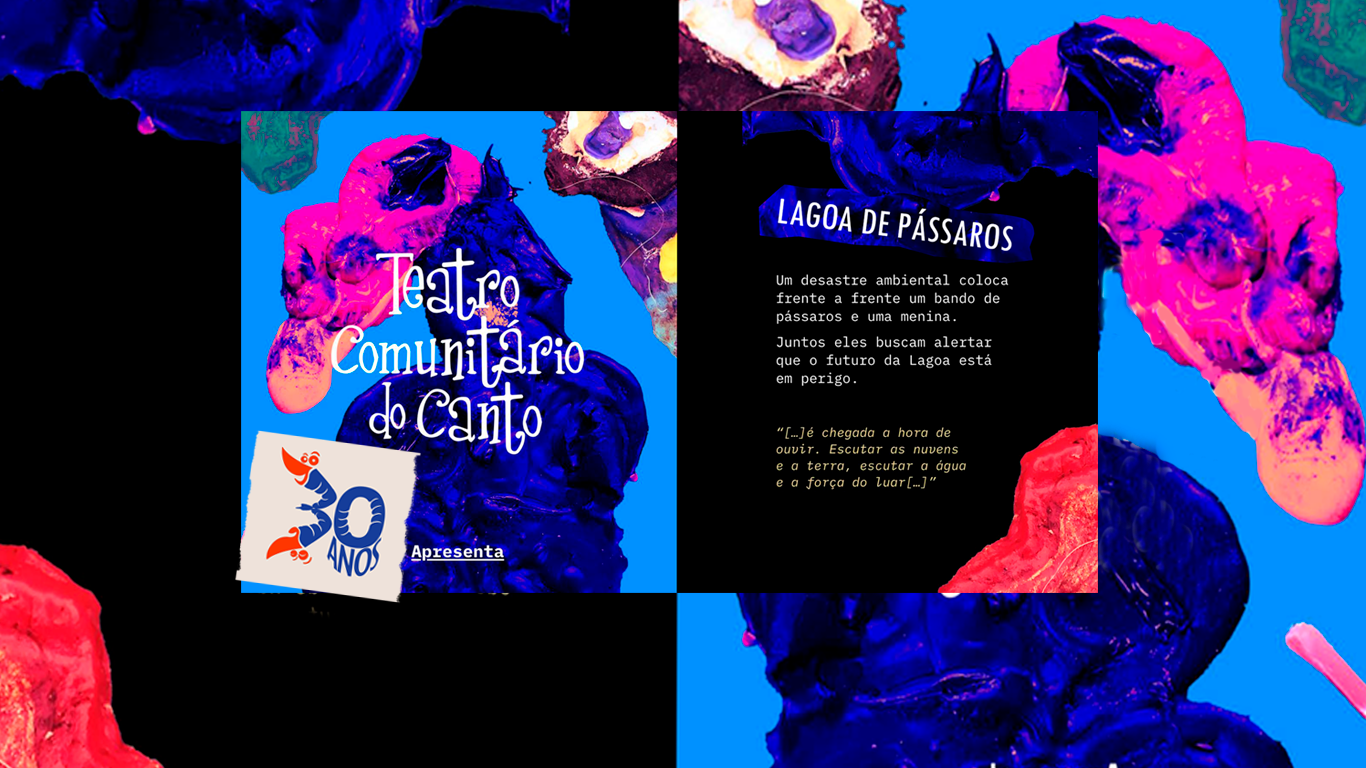 Teatro
Comunitário
do Canto
30
ANOS
Apresenta
LAGOA DE PÁSSAROS
Um desastre ambiental coloca
frente a frente um bando de
pássaros e uma menina.
Juntos eles buscam alertar
que o futuro da Lagoa está
em perigo.
“[…]é chegada a hora de
ouvir. Escutar as nuvens
e a terra, escutar a água
e a força do luar[…]”